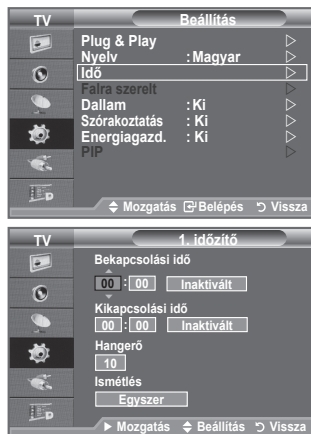 TV Beállítás
Plug & Play
Nyelv : Magyar
Idő
Falra szerelt
Dallam : Ki
Szórakoztatás : Ki
Energiagazd. : Ki
PIP
Mozgatás Belépés Vissza
TV 1. időzítő
Bekapcsolási idő
00 : 00 Inaktivált
Kikapcsolási idő
00 : 00 Inaktivált
Hangerő
10
Ismétlés
Egyszer
Mozgatás Beállítás Vissza